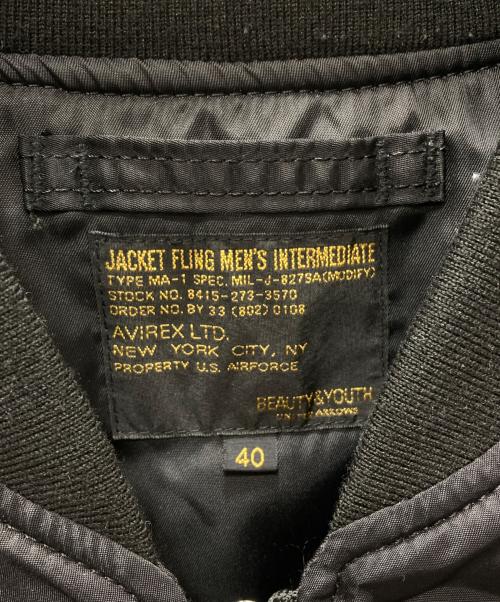 JACKET FLING MEN'S INTERMEDIATE
TYPE MA-1 SPEC. MIL-J-8279A(MODIFY)
STOCK NO. 8415-273-3570
ORDER NO. BY 33 (802) 0108
AVIREX LTD.
NEW YORK CITY, NY
PROPERTY U.S. AIRFORCE
BEAUTY&YOUTH
ARROWS
40